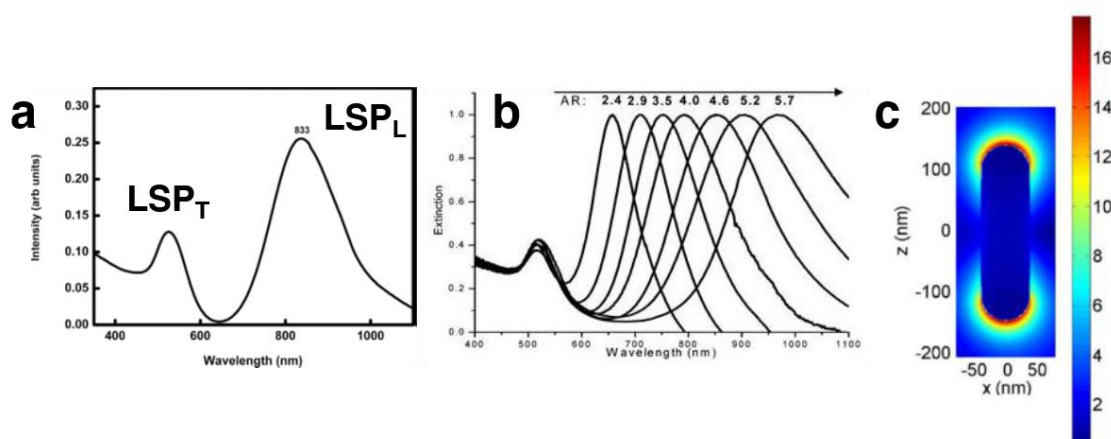 a
LSPT
LSPL
833
Intensity (arb units)
0.30
0.25
0.20
0.15
0.10
0.05
0.00
400 600 800 1000
Wavelength (nm)
b
AR: 2.4 2.9 3.5 4.0 4.6 5.2 5.7
Extinction
1.0
0.8
0.6
0.4
0.2
0.0
400 500 600 700 800 900 1000 1100
Wavelength (nm)
c
z (nm)
200
100
0
-100
-200
-50 0 50
x (nm)
16
14
12
10
8
6
4
2